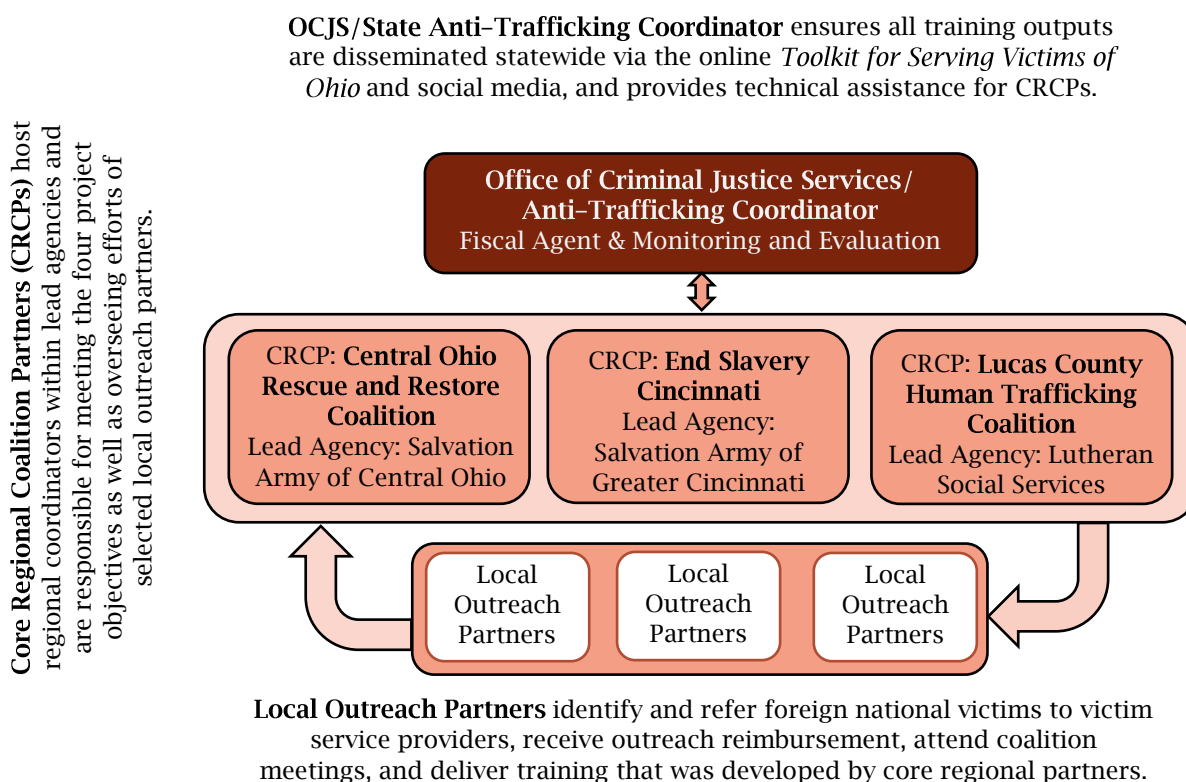 OCJS/State Anti-Trafficking Coordinator ensures all training outputs
are disseminated statewide via the online Toolkit for Serving Victims of
Ohio and social media, and provides technical assistance for CRCPs.
Core Regional Coalition Partners (CRCPs) host
regional coordinators within lead agencies and
are responsible for meeting the four project
objectives as well as overseeing efforts of
selected local outreach partners.
Office of Criminal Justice Services/
Anti-Trafficking Coordinator
Fiscal Agent & Monitoring and Evaluation
CRCP: Central Ohio
Rescue and Restore
Coalition
Lead Agency: Salvation
Army of Central Ohio
CRCP: End Slavery
Cincinnati
Lead Agency:
Salvation Army of
Greater Cincinnati
CRCP: Lucas County
Human Trafficking
Coalition
Lead Agency: Lutheran
Social Services
Local
Outreach
Partners
Local
Outreach
Partners
Local
Outreach
Partners
Local Outreach Partners identify and refer foreign national victims to victim
service providers, receive outreach reimbursement, attend coalition
meetings, and deliver training that was developed by core regional partners.